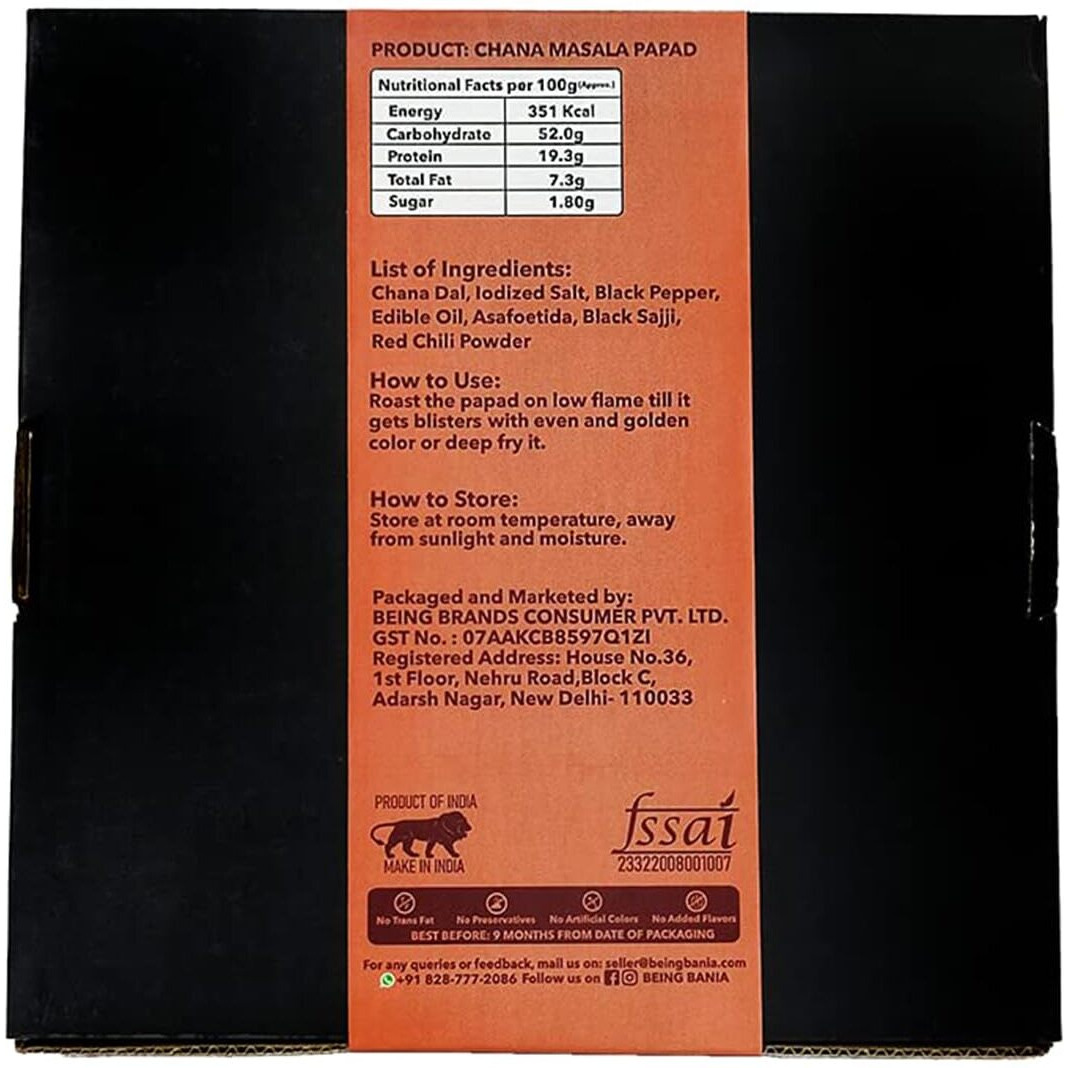 PRODUCT: CHANA MASALA PAPAD
Nutritional Facts per 100g(Approx.)
Energy 351 Kcal
Carbohydrate 52.0g
Protein 19.3g
Total Fat 7.3g
Sugar 1.80g
List of Ingredients:
Chana Dal, Iodized Salt, Black Pepper,
Edible Oil, Asafoetida, Black Sajji,
Red Chili Powder
How to Use:
Roast the papad on low flame till it
gets blisters with even and golden
color or deep fry it.
How to Store:
Store at room temperature, away
from sunlight and moisture.
Packaged and Marketed by:
BEING BRANDS CONSUMER PVT. LTD.
GST No. : 07AAKCB8597Q1ZI
Registered Address: House No.36,
1st Floor, Nehru Road,Block C,
Adarsh Nagar, New Delhi- 110033
PRODUCT OF INDIA
MAKE IN INDIA
fssai
23322008001007
No Trans Fat No Preservatives No Artificial Colors No Added Flavors
BEST BEFORE: 9 MONTHS FROM DATE OF PACKAGING
For any queries or feedback, mail us on: seller@beingbania.com
+91 828-777-2086 Follow us on BEING BANIA